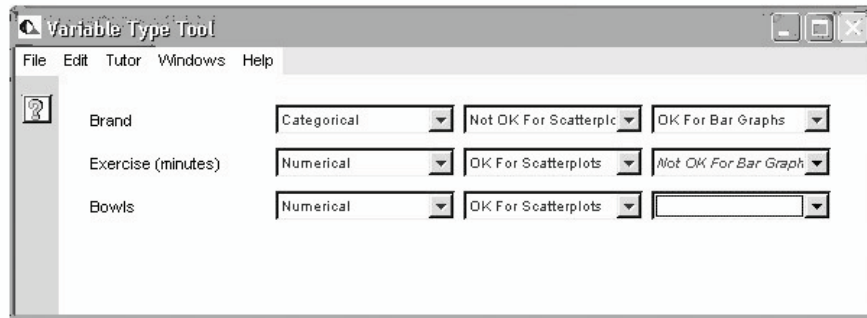 Variable Type Tool
File Edit Tutor Windows Help
Brand Categorical Not OK For Scatterplo OK For Bar Graphs
Exercise (minutes) Numerical OK For Scatterplots Not OK For Bar Graph
Bowls Numerical OK For Scatterplots